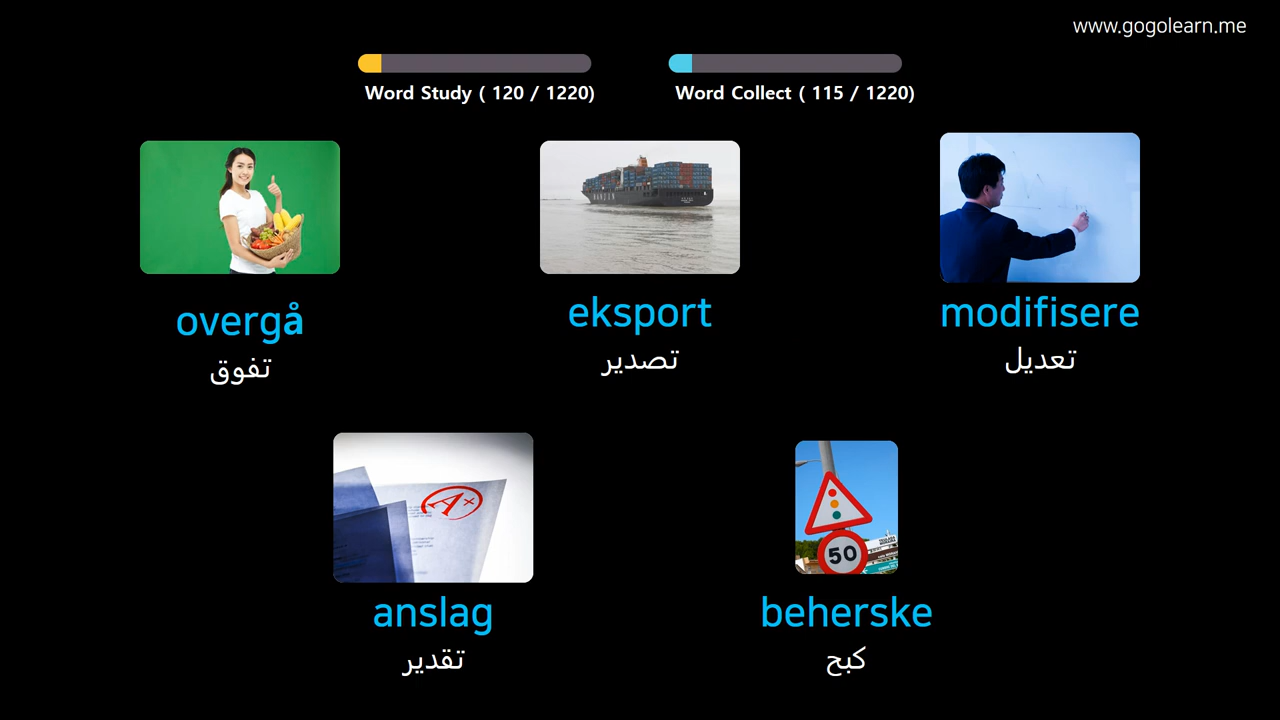 www.gogolearn.me
Word Study ( 120 / 1220)
Word Collect ( 115 / 1220)
overgå
تفوق
eksport
تصدير
modifisere
تعديل
A+
anslag
تقدير
50
beherske
كبح